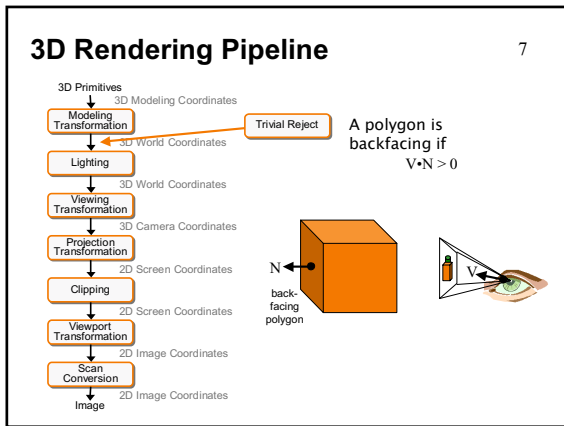 3D Rendering Pipeline
7
3D Primitives
3D Modeling Coordinates
Modeling
Transformation
Trivial Reject
3D World Coordinates
Lighting
3D World Coordinates
Viewing
Transformation
3D Camera Coordinates
Projection
Transformation
2D Screen Coordinates
Clipping
2D Screen Coordinates
Viewport
Transformation
2D Image Coordinates
Scan
Conversion
2D Image Coordinates
Image
A polygon is
backfacing if
V•N > 0
N
back-
facing
polygon
V